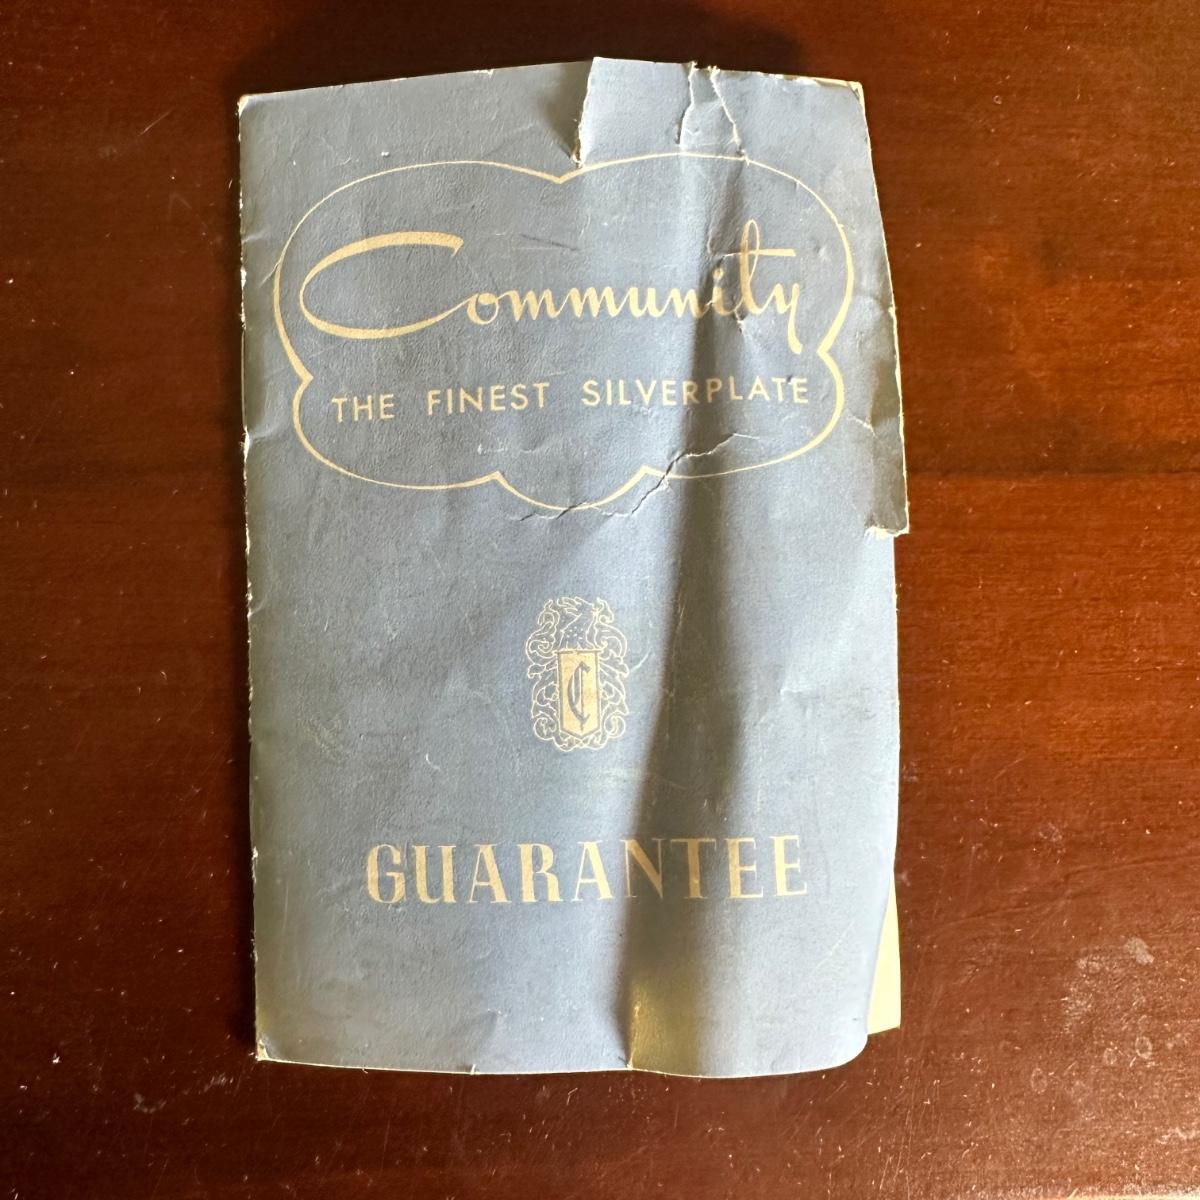 Community
THE FINEST SILVERPLATE
C
GUARANTEE